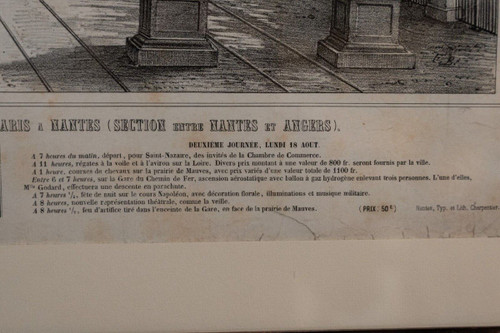 ARIS à NANTES (SECTION ENTRE NANTES ET ANGERS).
DEUXIÈME JOURNÉE, LUNDI 18 AOUT.
A 7 heures du matin, départ, pour Saint-Nazaire, des invités de la Chambre de Commerce.
A 11 heures, régates à la voile et à l'aviron sur la Loire. Divers prix montant à une valeur de 800 fr. seront fournis par la ville.
A 1 heure, courses de chevaux sur la prairie de Mauves, avec prix variés d'une valeur totale de 1100 fr.
Entre 6 et 7 heures, sur la Gare du Chemin de Fer, ascension aérostatique avec ballon à gaz hydrogène enlevant trois personnes. L'une d'elles,
Mlle Godard, effectuera une descente en parachute.
A 7 heures 1/2, fête de nuit sur le cours Napoléon, avec décoration florale, illuminations et musique militaire.
A 8 heures, nouvelle représentation théâtrale, comme la veille.
A 8 heures 1/2, feu d'artifice tiré dans l'enceinte de la Gare, en face de la prairie de Mauves.
(PRIX : 50 c)
Nantes, Typ. et Lith. Charpentier.